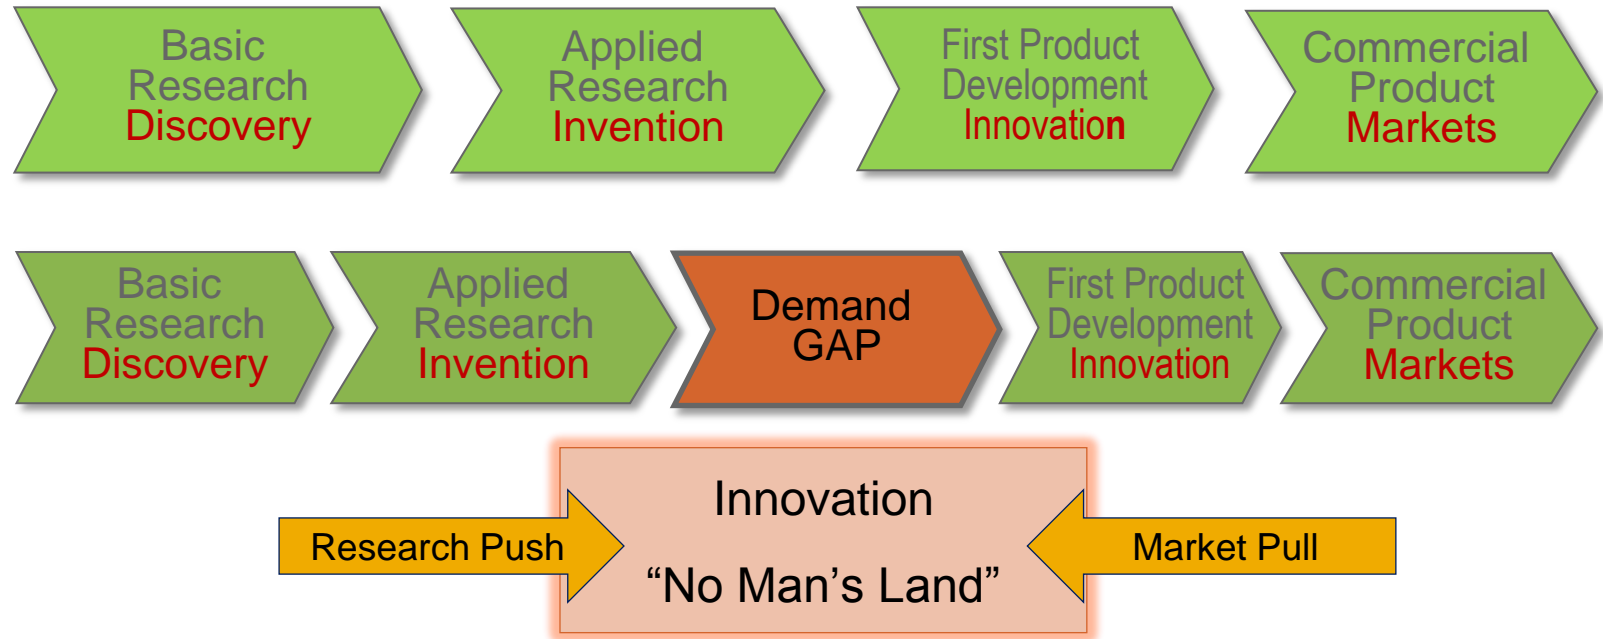 Basic
Research
Discovery
Applied
Research
Invention
First Product
Development
Innovation
Commercial
Product
Markets
Basic
Research
Discovery
Applied
Research
Invention
Demand
GAP
First Product
Development
Innovation
Commercial
Product
Markets
Innovation
“No Man’s Land”
Research Push
Market Pull